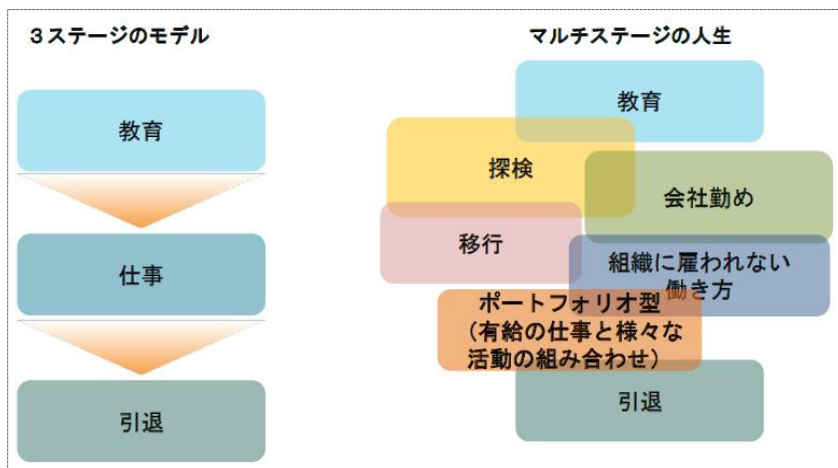 ３ステージのモデル
教育
仕事
引退
マルチステージの人生
教育
探検
会社勤め
移行
組織に雇われない
働き方
ポートフォリオ型
（有給の仕事と様々な
活動の組み合わせ）
引退